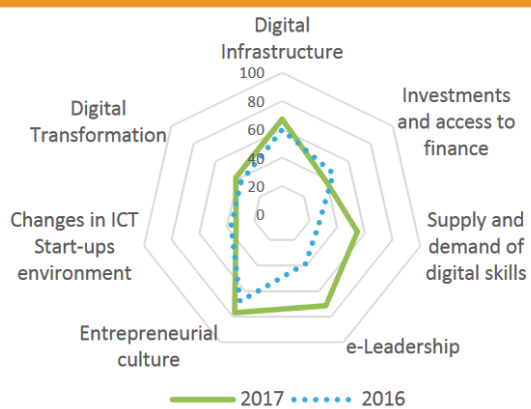 Digital
Infrastructure
100
80
60
40
20
0
Investments
and access to
finance
Supply and
demand of
digital skills
e-Leadership
Entrepreneurial
culture
Changes in ICT
Start-ups
environment
Digital
Transformation
2017
2016